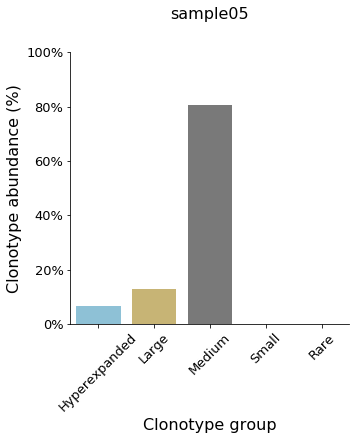 sample05
Clonotype abundance (%)
100%
80%
60%
40%
20%
0%
Hyperexpanded
Large
Medium
Small
Rare
Clonotype group